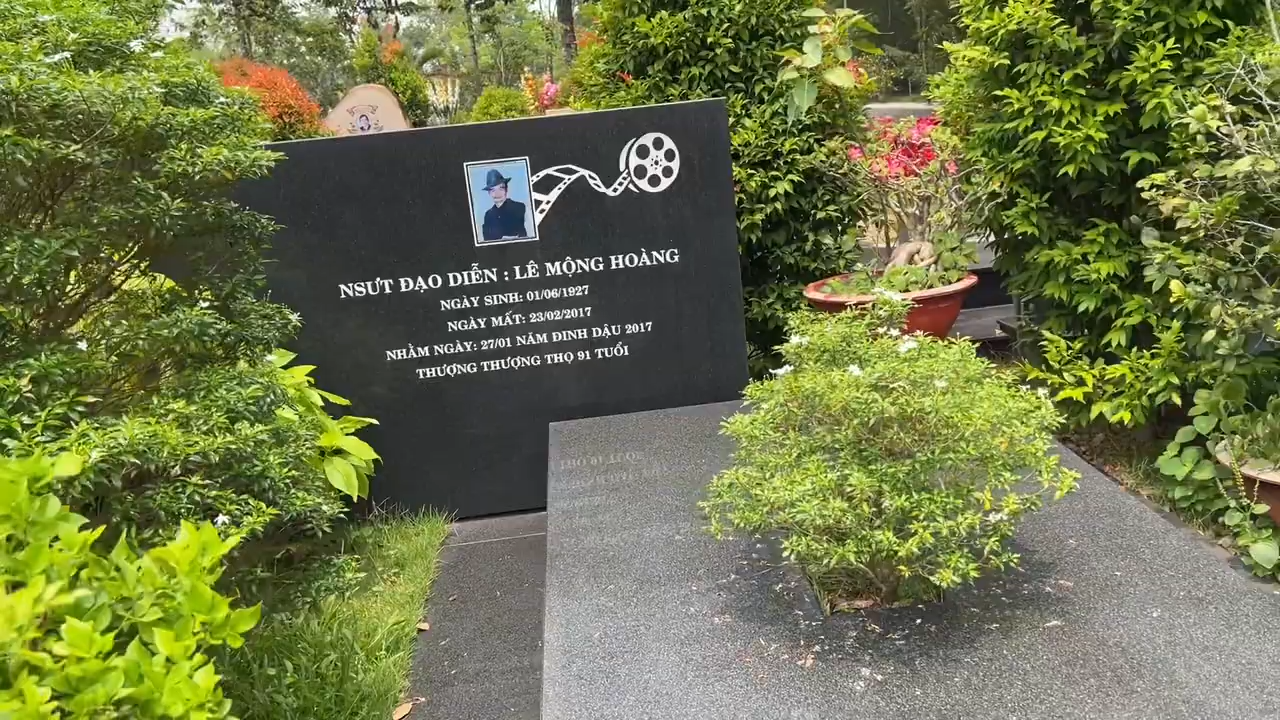 NSƯT ĐẠO DIỄN : LÊ MỘNG HOÀNG
NGÀY SINH: 01/06/1927
NGÀY MẤT: 23/02/2017
NHẰM NGÀY: 27/01 NĂM ĐINH DẬU 2017
THƯỢNG THƯỢNG THỌ 91 TUỔI